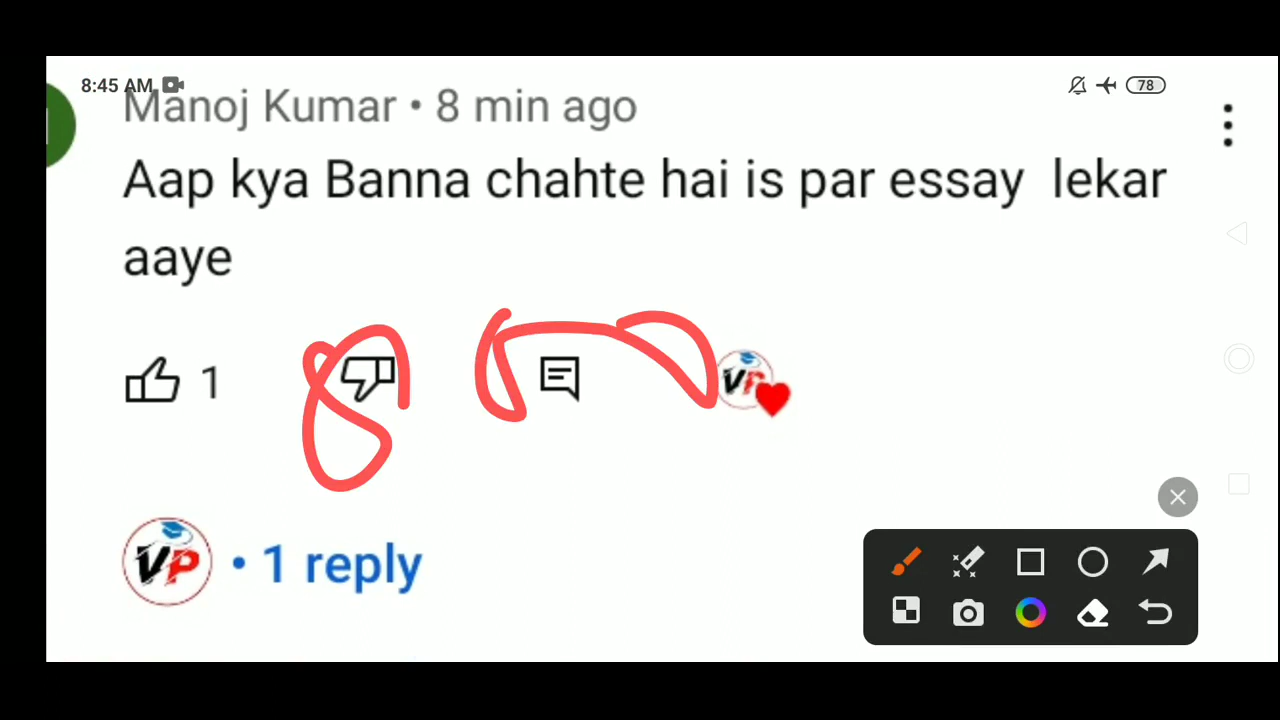 8:45 AM
78
Manoj Kumar • 8 min ago
Aap kya Banna chahte hai is par essay lekar
aaye
1
VP
VP • 1 reply